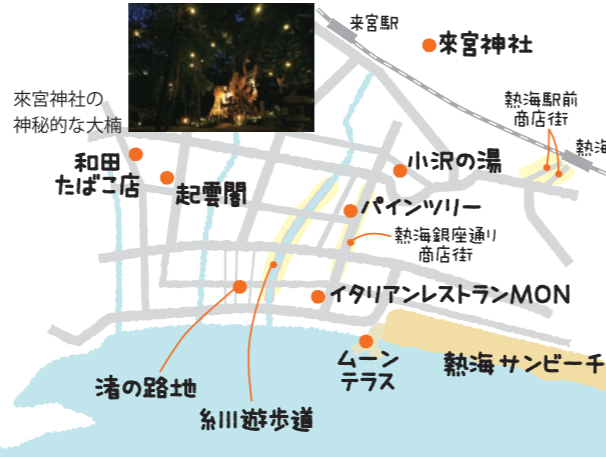 来宮駅
來宮神社
來宮神社の
神秘的な大楠
熱海駅前
商店街
熱海
和田
たばこ店
起雲閣
小沢の湯
パインツリー
熱海銀座通り
商店街
イタリアンレストランMON
ムーン
テラス
熱海サンビーチ
渚の路地
糸川遊歩道